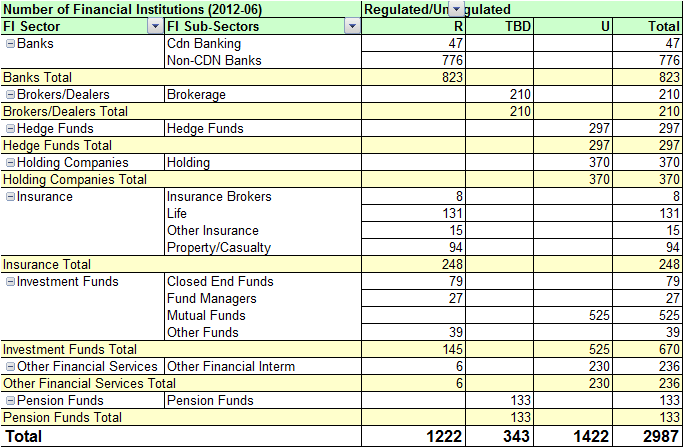 Number of Financial Institutions (2012-06) Regulated/Un gulated
FI Sector FI Sub-Sectors R TBD U Total
Banks Cdn Banking 47 47
Non-CDN Banks 776 776
Banks Total 823 823
Brokers/Dealers Brokerage 210 210
Brokers/Dealers Total 210 210
Hedge Funds Hedge Funds 297 297
Hedge Funds Total 297 297
Holding Companies Holding 370 370
Holding Companies Total 370 370
Insurance Insurance Brokers 8 8
Life 131 131
Other Insurance 15 15
Property/Casualty 94 94
Insurance Total 248 248
Investment Funds Closed End Funds 79 79
Fund Managers 27 27
Mutual Funds 525 525
Other Funds 39 39
Investment Funds Total 145 525 670
Other Financial Services Other Financial Interm 6 230 236
Other Financial Services Total 6 230 236
Pension Funds Pension Funds 133 133
Pension Funds Total 133 133
Total 1222 343 1422 2987